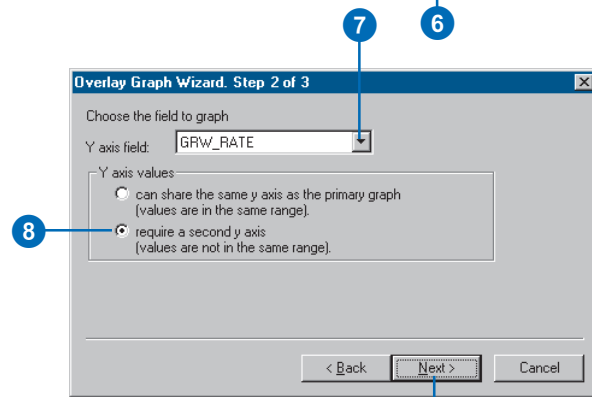 6
7
Overlay Graph Wizard. Step 2 of 3
Choose the field to graph
Y axis field: GRW_RATE
Y axis values
can share the same y axis as the primary graph
(values are in the same range).
8
require a second y axis
(values are not in the same range).
< Back Next > Cancel